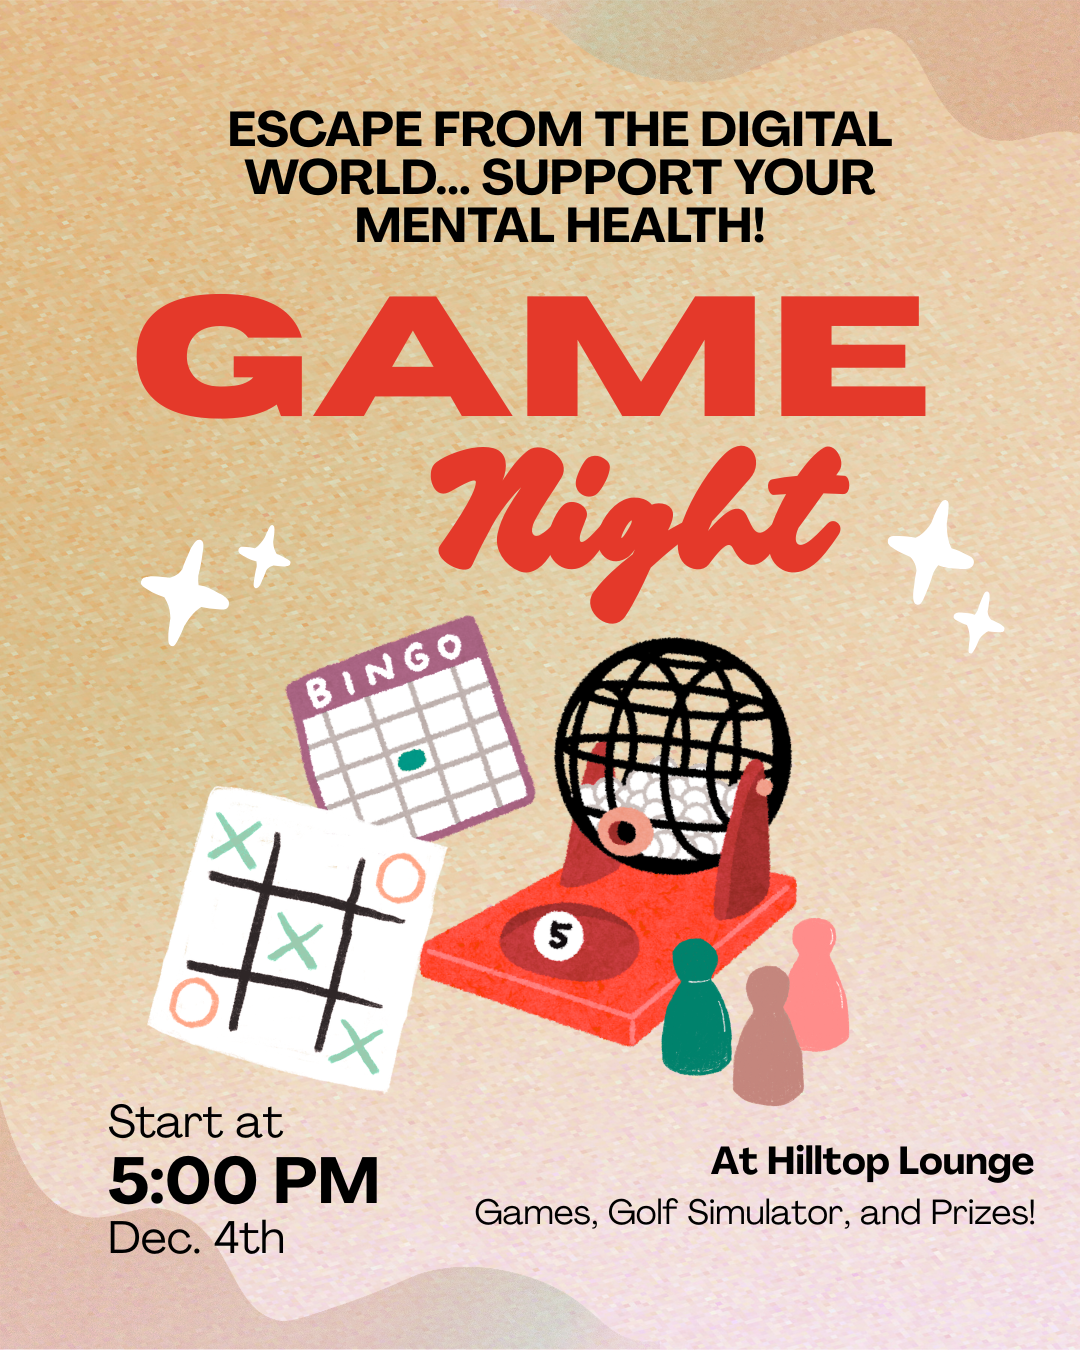 ESCAPE FROM THE DIGITAL
WORLD... SUPPORT YOUR
MENTAL HEALTH!
GAME
Night
BINGO
X
O
X
O
X
5
Start at
5:00 PM
Dec. 4th
At Hilltop Lounge
Games, Golf Simulator, and Prizes!